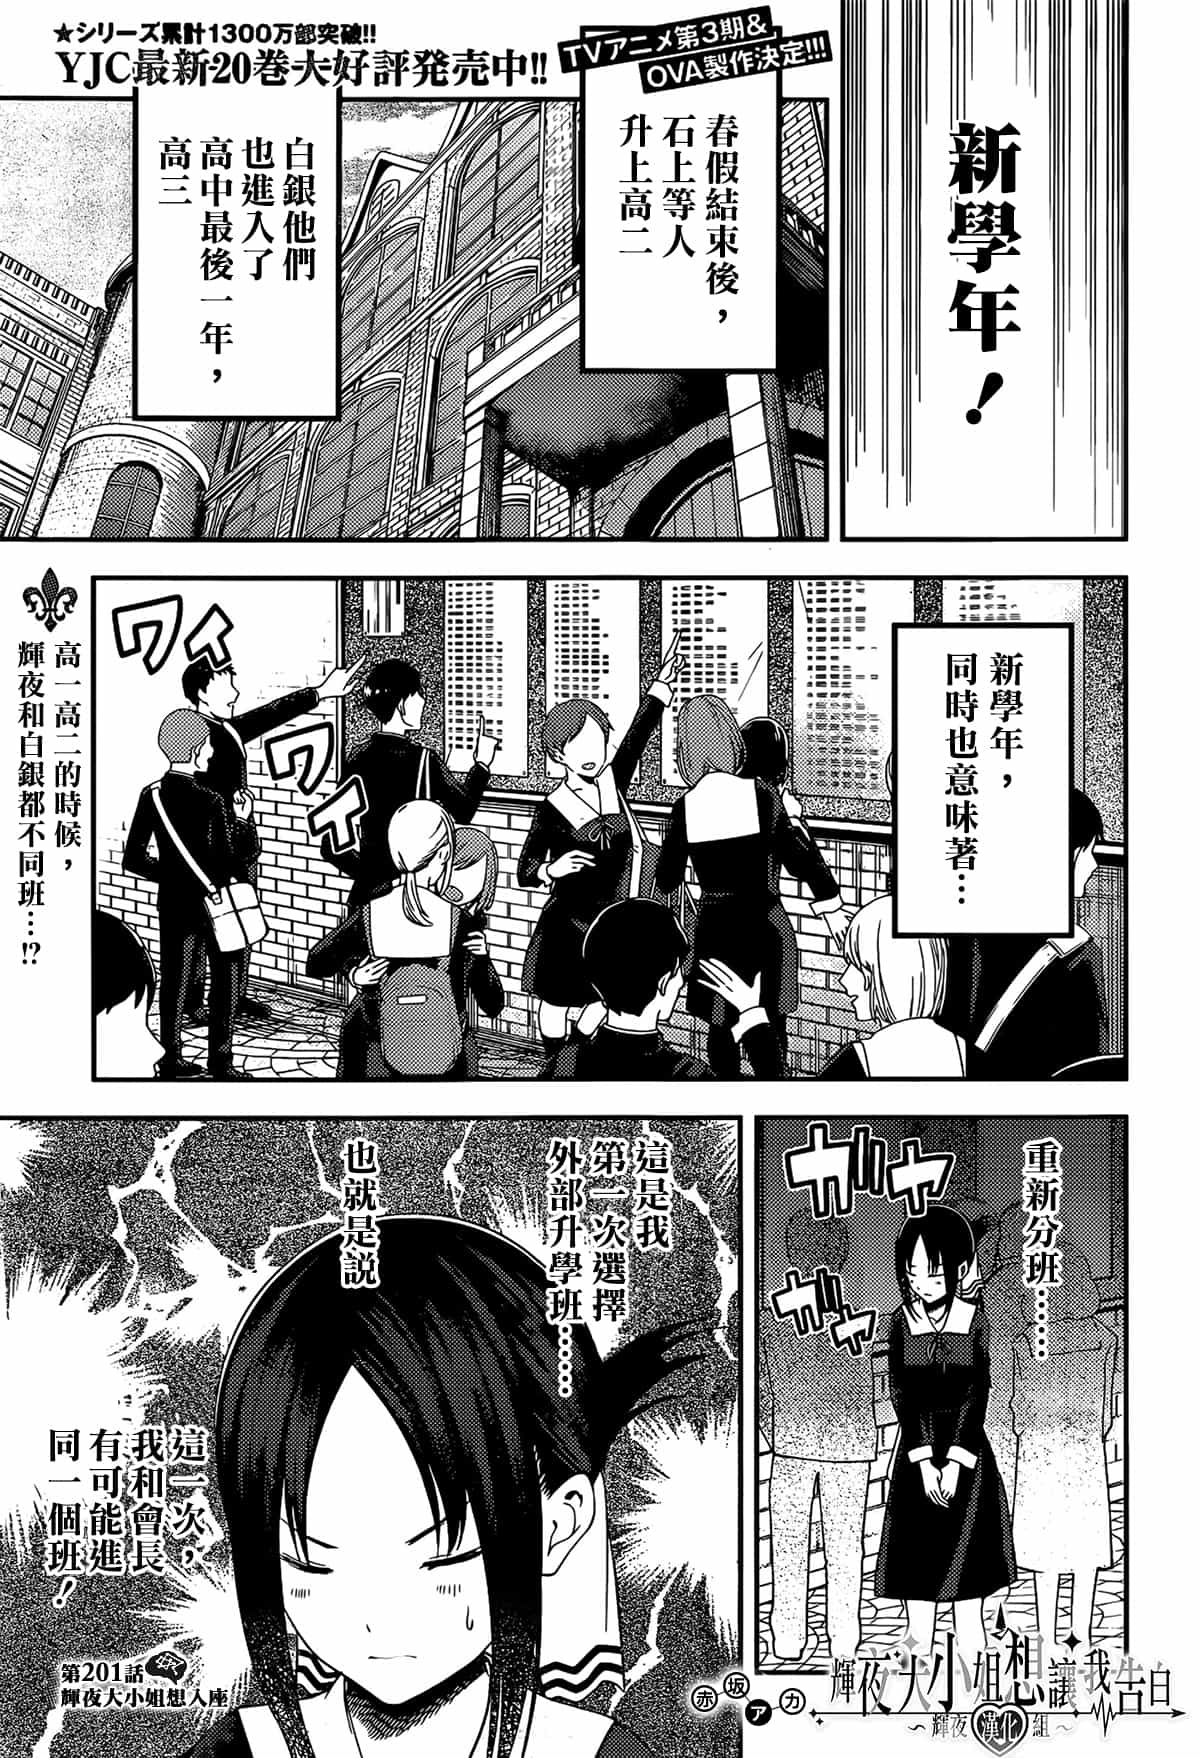 ★シリーズ累計1300万部突破!!
YJC最新20巻大好評発売中!!
TVアニメ第3期&
OVA製作決定!!!
新學年！
春假結束後，
石上等人
升上高二
白銀他們
也進入了
高中最後一年，
高三
新學年，
同時也意味著…
ワィ
ワィ
高一高二的時候，
輝夜和白銀都不同班…!?
重新分班……
ガヤ
ガヤ
這是我
第一次選擇
外部升學班……
也就是説
這一次，
我和會長
有可能進
同一個班！
第201話
輝夜大小姐想入座
赤坂アカ
輝夜大小姐想讓我告白
～輝夜漢化組～